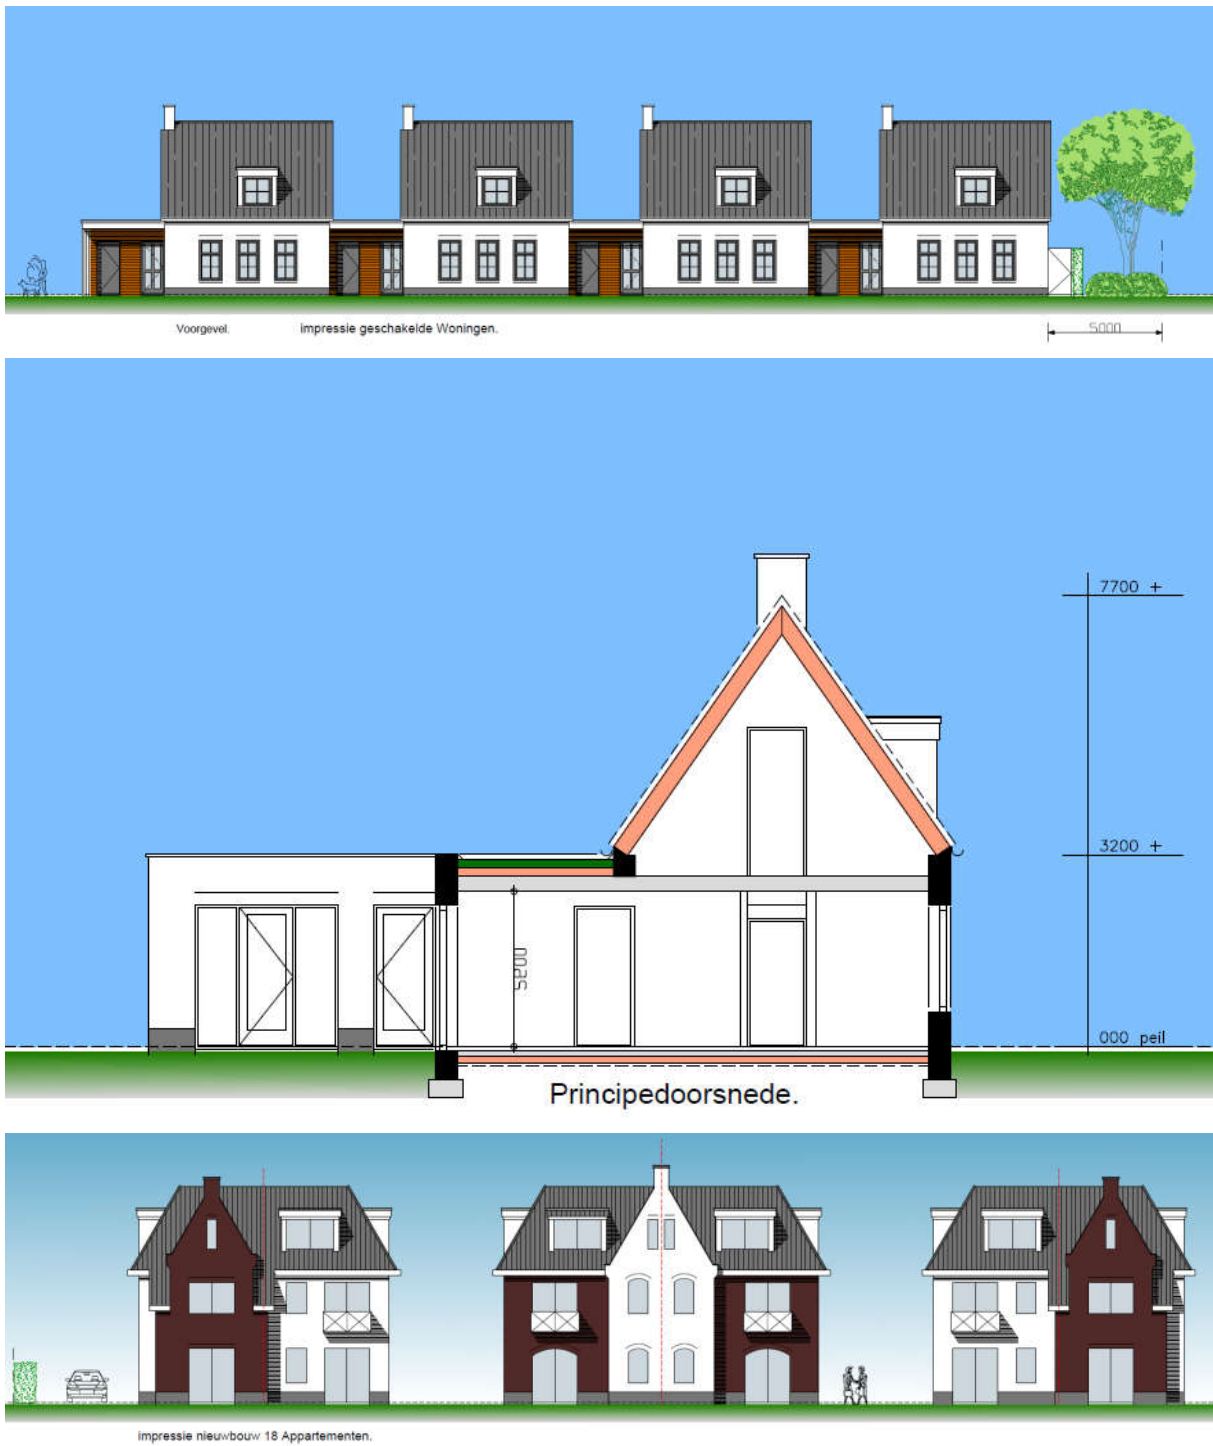 Voorgevel. impressie geschakelde Woningen.
5000
7700 +
3200 +
2600
000 peil
Principedoorsnede.
impressie nieuwbouw 18 Appartementen.